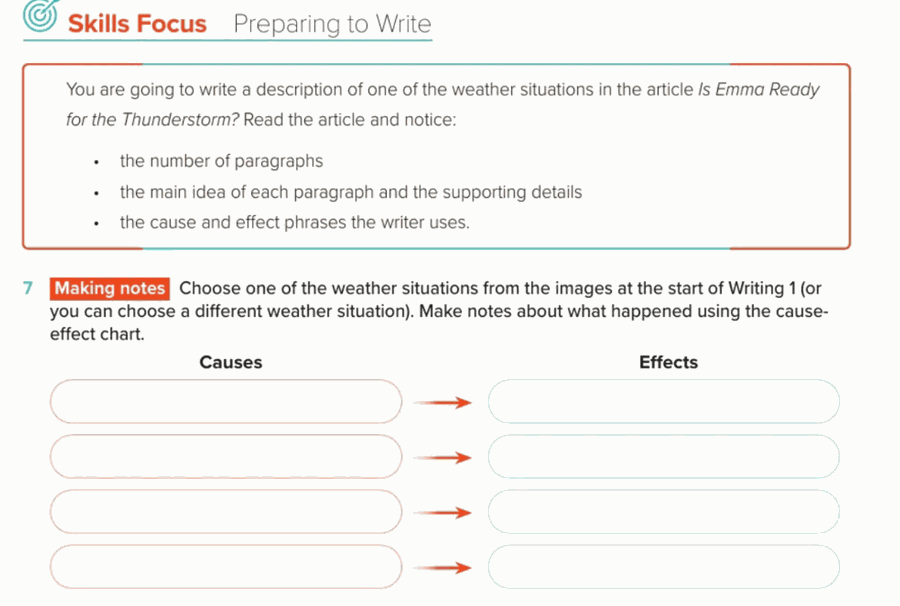 Skills Focus Preparing to Write
You are going to write a description of one of the weather situations in the article Is Emma Ready
for the Thunderstorm? Read the article and notice:
• the number of paragraphs
• the main idea of each paragraph and the supporting details
• the cause and effect phrases the writer uses.
7 Making notes Choose one of the weather situations from the images at the start of Writing 1 (or
you can choose a different weather situation). Make notes about what happened using the cause-
effect chart.
Causes Effects